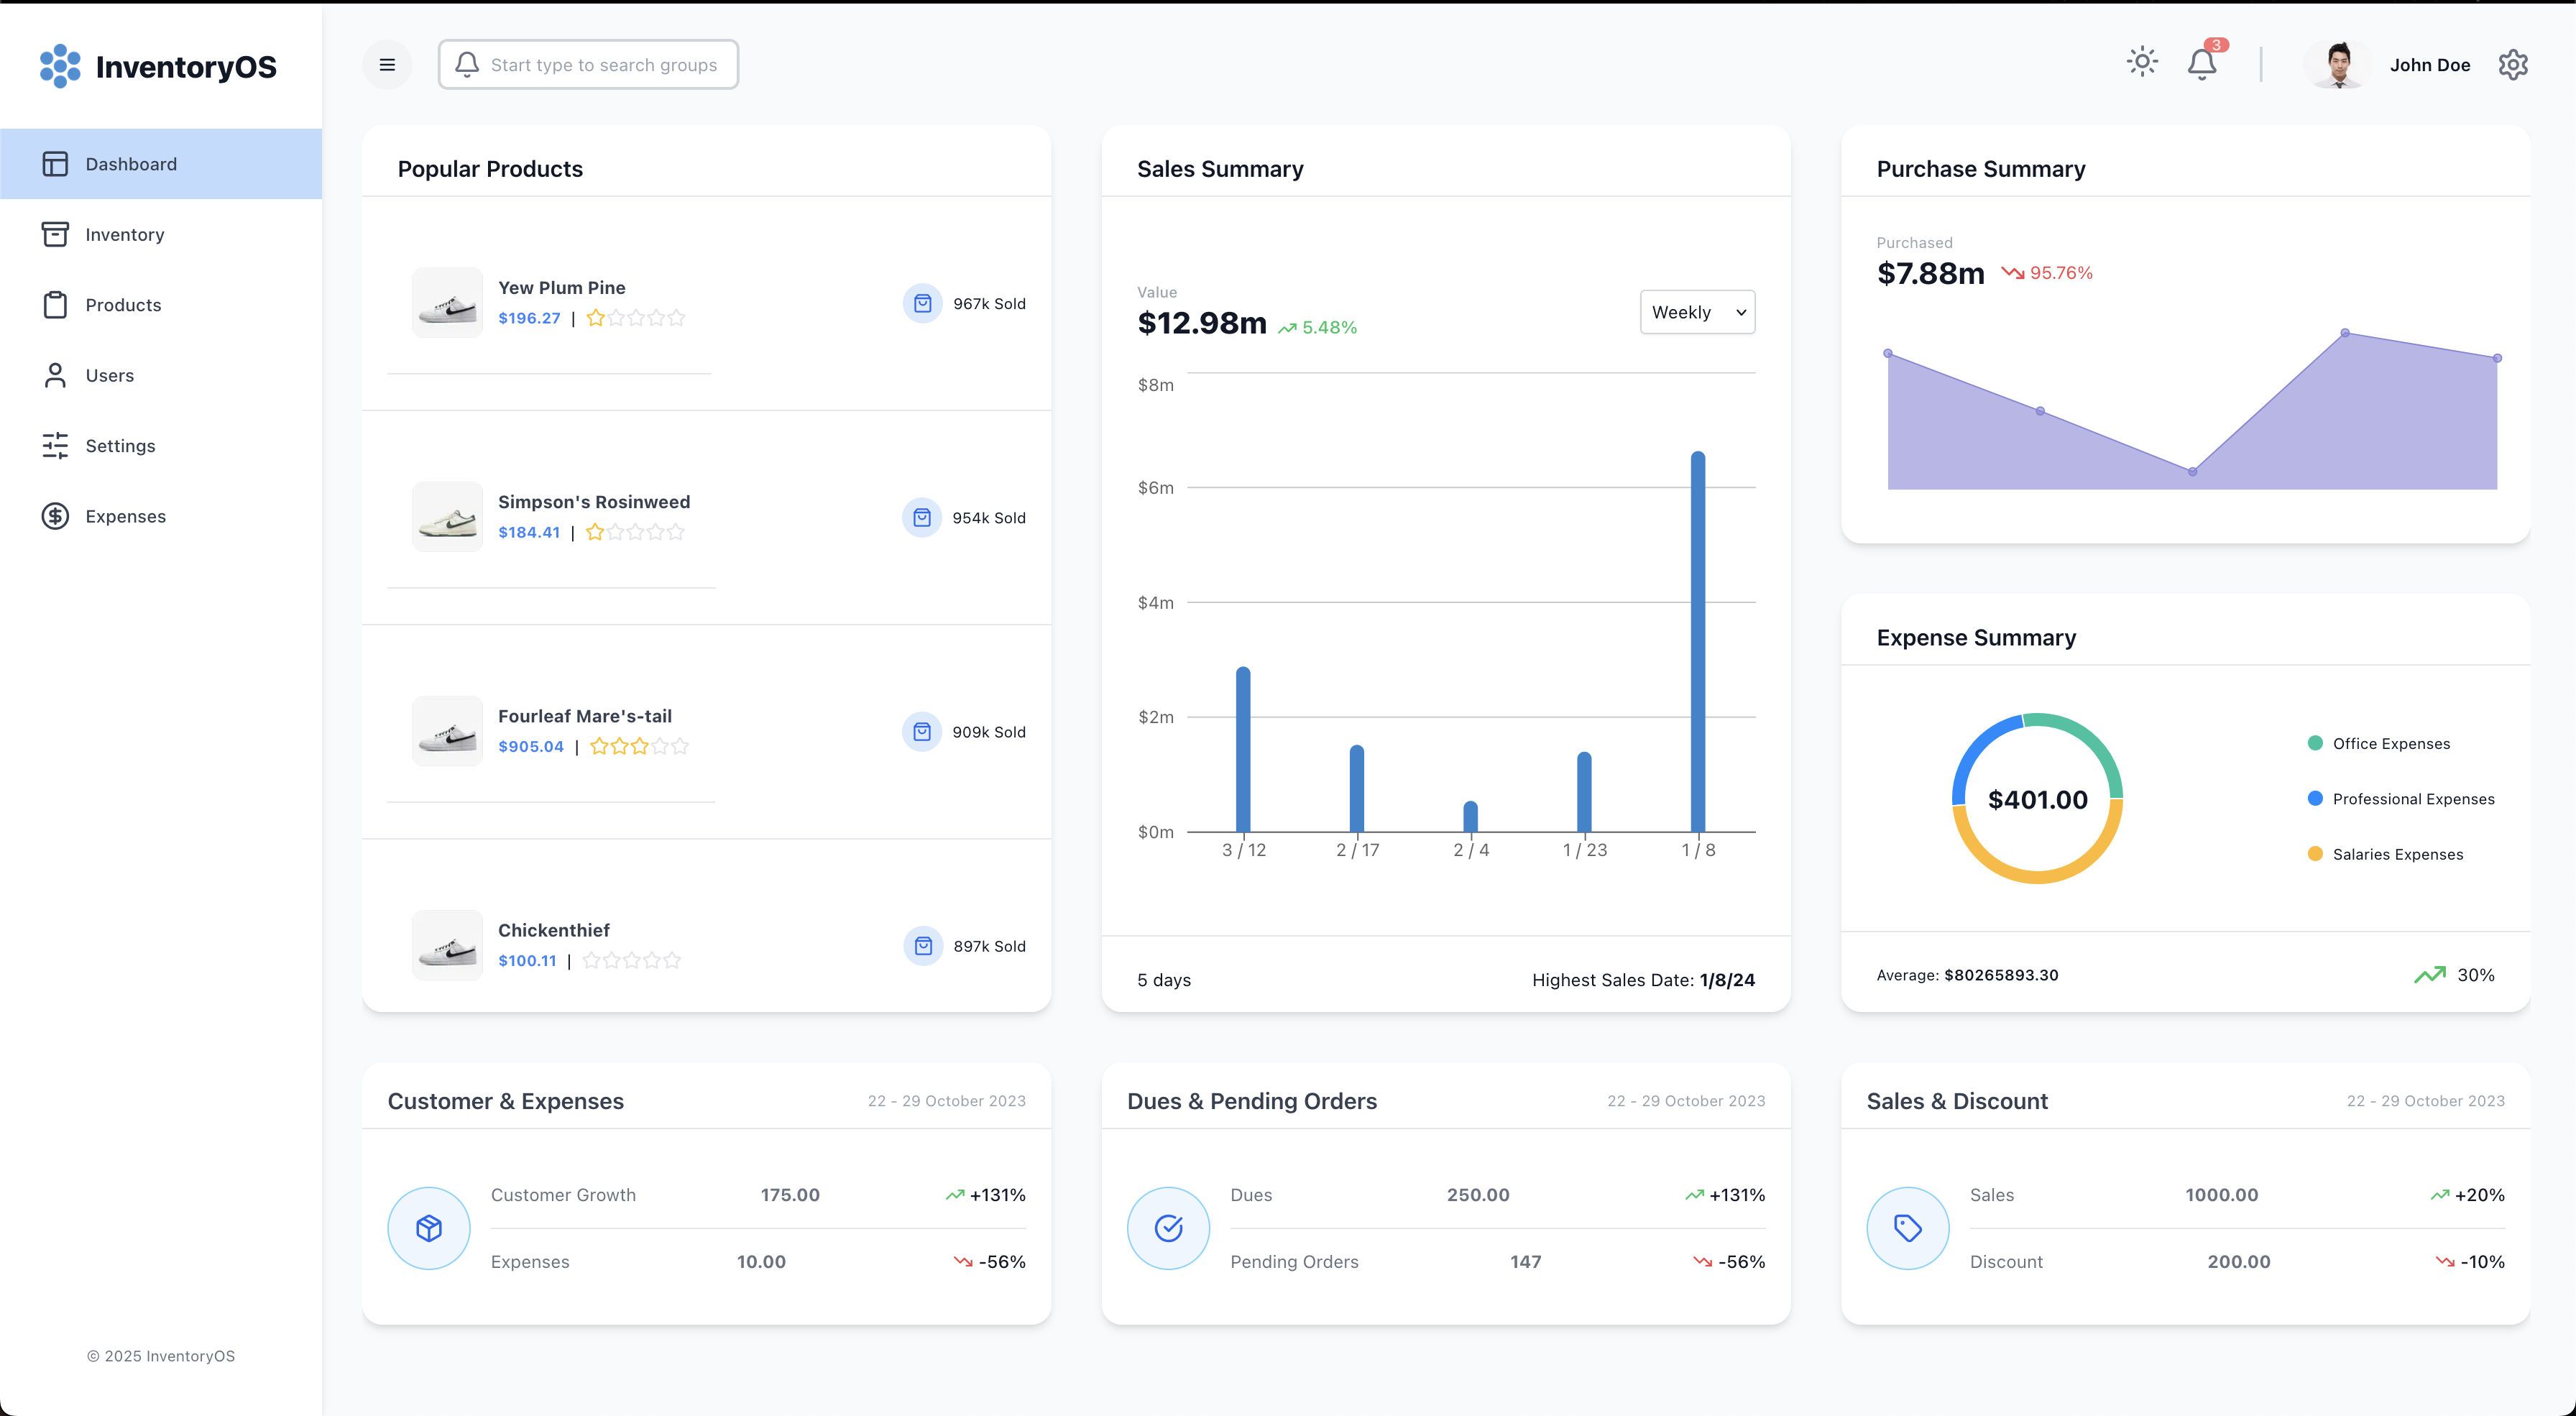 InventoryOS
Start type to search groups
3
John Doe
Dashboard
Inventory
Products
Users
Settings
Expenses
© 2025 InventoryOS
Popular Products
Yew Plum Pine
$196.27 |
967k Sold
Simpson's Rosinweed
$184.41 |
954k Sold
Fourleaf Mare's-tail
$905.04 |
909k Sold
Chickenthief
$100.11 |
897k Sold
Sales Summary
Value
$12.98m 5.48%
Weekly
$8m
$6m
$4m
$2m
$0m
3 / 12 2 / 17 2 / 4 1 / 23 1 / 8
5 days Highest Sales Date: 1/8/24
Purchase Summary
Purchased
$7.88m 95.76%
Expense Summary
$401.00
Office Expenses
Professional Expenses
Salaries Expenses
Average: $80265893.30 30%
Customer & Expenses 22 - 29 October 2023
Customer Growth 175.00 +131%
Expenses 10.00 -56%
Dues & Pending Orders 22 - 29 October 2023
Dues 250.00 +131%
Pending Orders 147 -56%
Sales & Discount 22 - 29 October 2023
Sales 1000.00 +20%
Discount 200.00 -10%